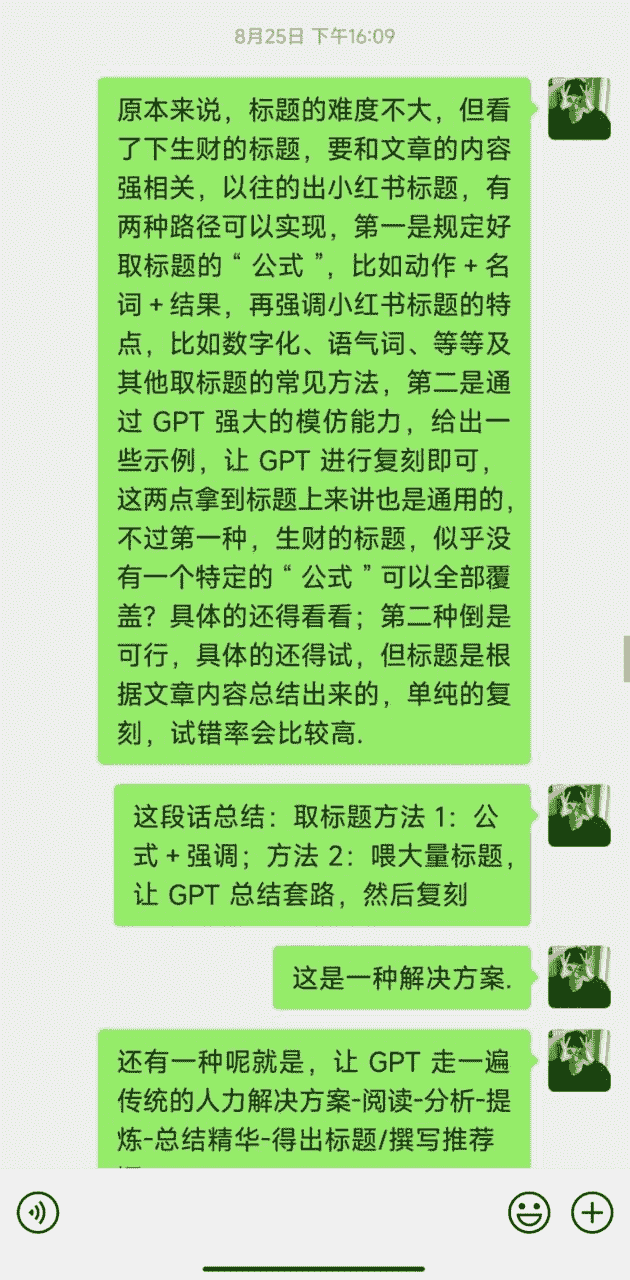 8月25日 下午16:09
原本来说，标题的难度不大，但看
了下生财的标题，要和文章的内容
强相关，以往的出小红书标题，有
两种路径可以实现，第一是规定好
取标题的“公式”，比如动作+名
词+结果，再强调小红书标题的特
点，比如数字化、语气词、等等及
其他取标题的常见方法，第二是通
过 GPT 强大的模仿能力，给出一
些示例，让 GPT 进行复刻即可，
这两点拿到标题上来讲也是通用的，
不过第一种，生财的标题，似乎没
有一个特定的“公式”可以全部覆
盖？具体的还得看看；第二种倒是
可行，具体的还得试，但标题是根
据文章内容总结出来的，单纯的复
刻，试错率会比较高.
这段话总结：取标题方法 1：公
式+强调；方法 2：喂大量标题，
让 GPT 总结套路，然后复刻
这是一种解决方案.
还有一种呢就是，让 GPT 走一遍
传统的人力解决方案-阅读-分析-提
炼-总结精华-得出标题/撰写推荐